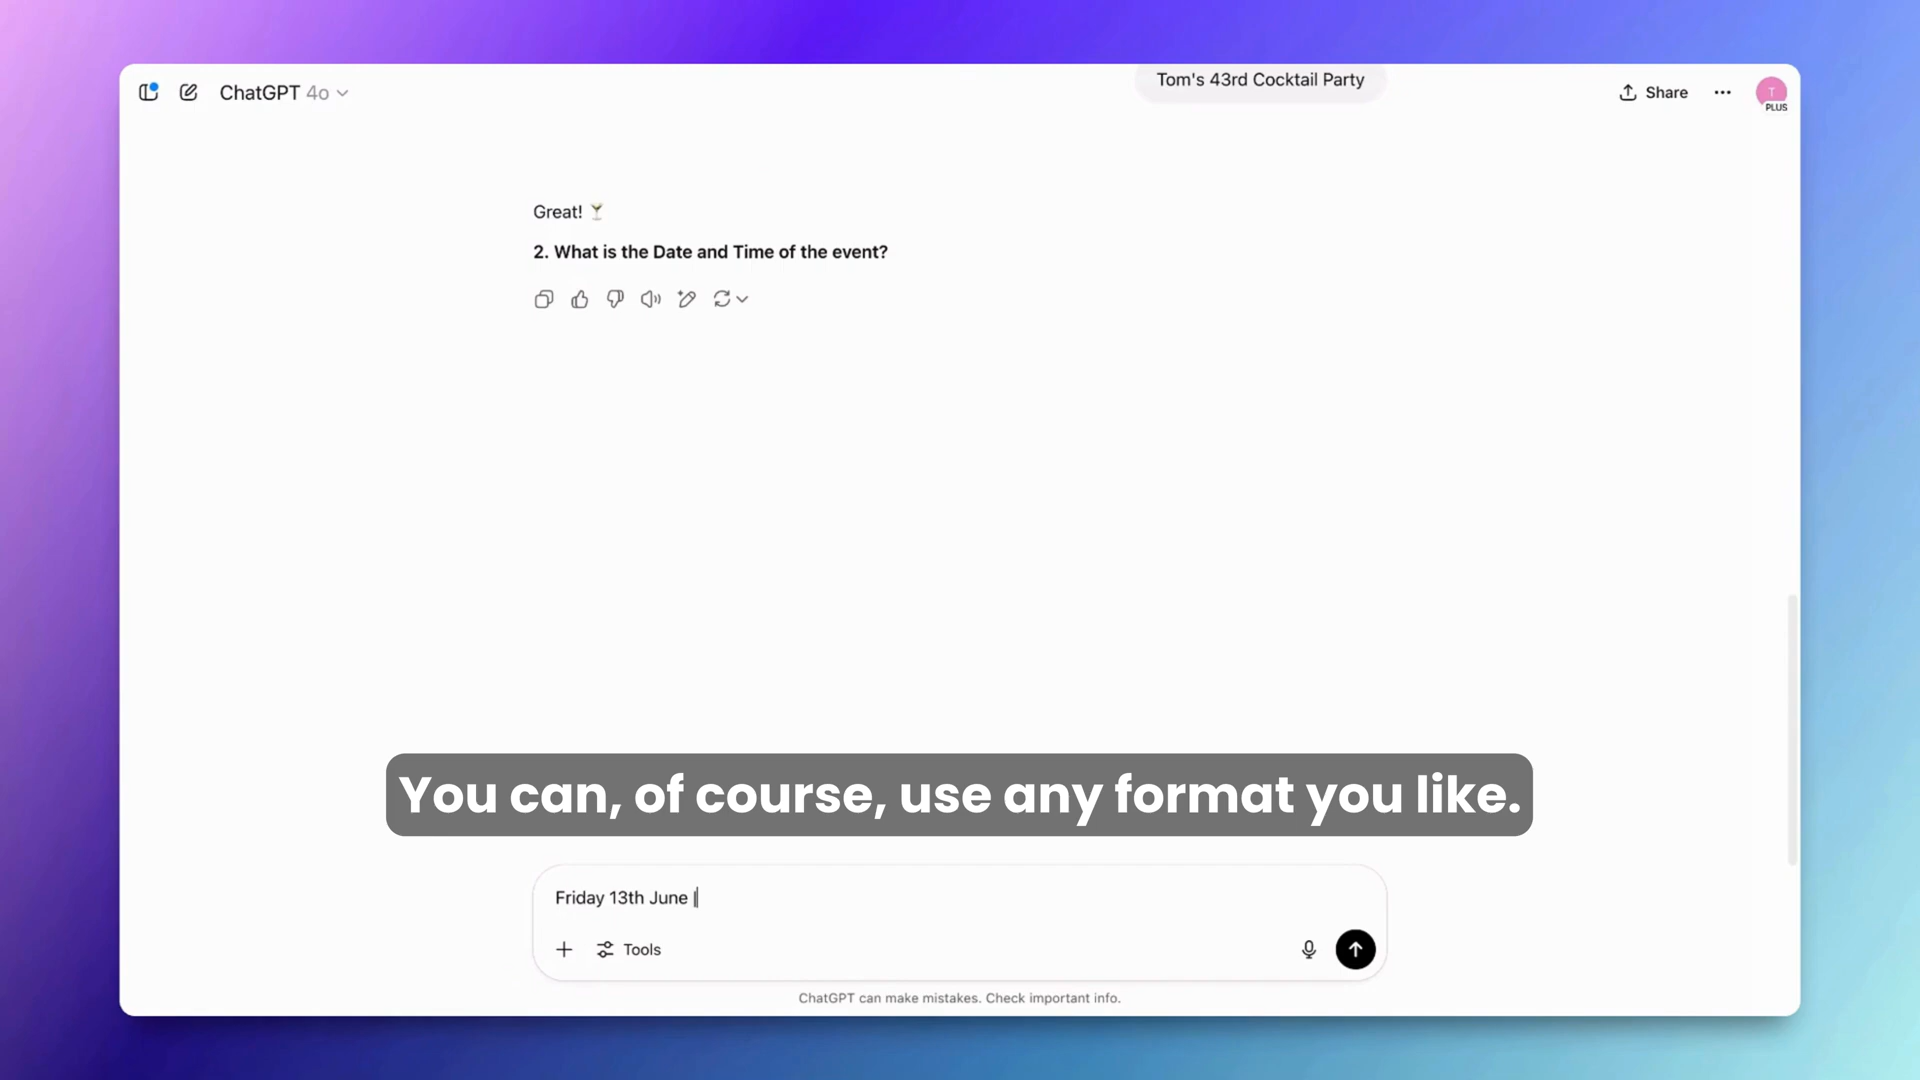 ChatGPT 4o
Tom's 43rd Cocktail Party
Share
T
PLUS
Great! 🍸
2. What is the Date and Time of the event?
You can, of course, use any format you like.
Friday 13th June
Tools
ChatGPT can make mistakes. Check important info.